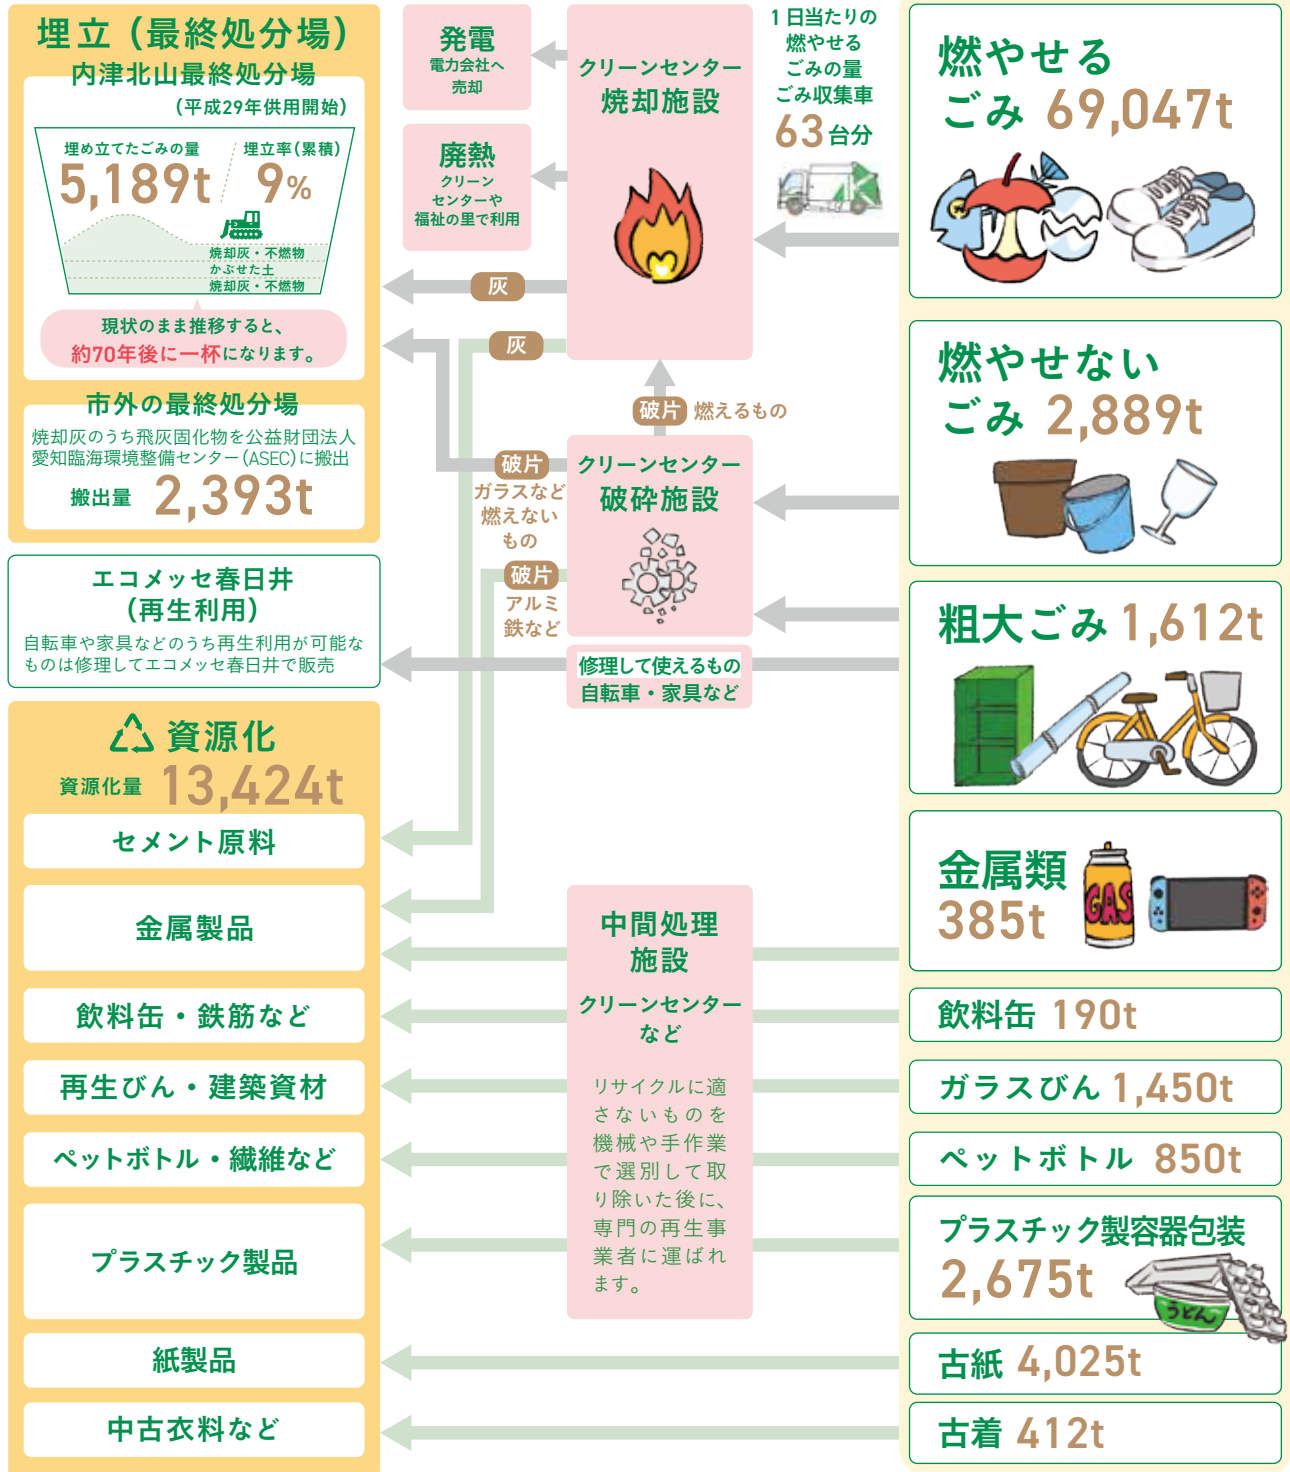 埋立（最終処分場）
内津北山最終処分場
（平成29年供用開始）
埋め立てたごみの量
5,189t
埋立率（累積）
9%
焼却灰・不燃物
かぶせた土
焼却灰・不燃物
現状のまま推移すると、
約70年後に一杯になります。
市外の最終処分場
焼却灰のうち飛灰固化物を公益財団法人
愛知臨海環境整備センター（ASEC）に搬出
搬出量 2,393t
エコメッセ春日井
（再生利用）
自転車や家具などのうち再生利用が可能な
ものは修理してエコメッセ春日井で販売
資源化
資源化量 13,424t
セメント原料
金属製品
飲料缶・鉄筋など
再生びん・建築資材
ペットボトル・繊維など
プラスチック製品
紙製品
中古衣料など
発電
電力会社へ
売却
廃熱
クリーン
センターや
福祉の里で利用
灰
灰
破片
ガラスなど
燃えない
もの
破片
アルミ
鉄など
クリーンセンター
焼却施設
破片 燃えるもの
クリーンセンター
破砕施設
修理して使えるもの
自転車・家具など
中間処理
施設
クリーンセンター
など
リサイクルに適
さないものを
機械や手作業
で選別して取
り除いた後に、
専門の再生事
業者に運ばれ
ます。
1日当たりの
燃やせる
ごみの量
ごみ収集車
63台分
燃やせる
ごみ 69,047t
燃やせない
ごみ 2,889t
粗大ごみ 1,612t
金属類
385t
GAS
飲料缶 190t
ガラスびん 1,450t
ペットボトル 850t
プラスチック製容器包装
2,675t
うどん
古紙 4,025t
古着 412t